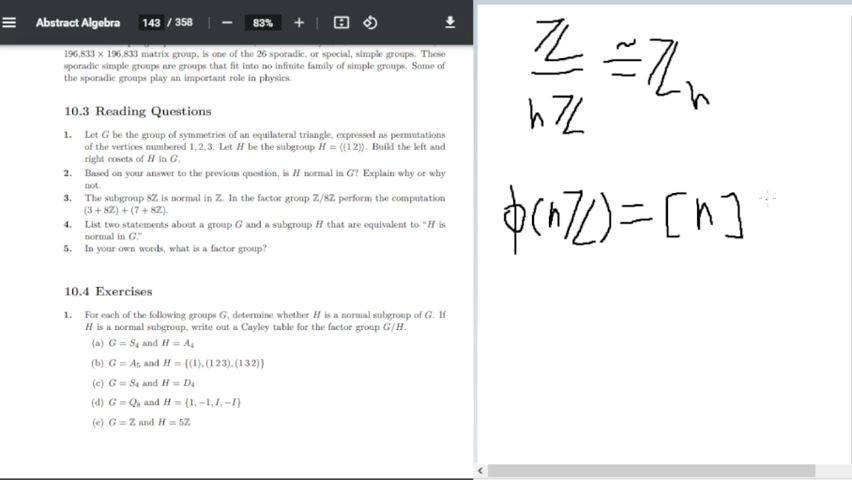 Abstract Algebra 143 / 358 − 83% +
196,833 × 196,833 matrix group, is one of the 26 sporadic, or special, simple groups. These
sporadic simple groups are groups that fit into no infinite family of simple groups. Some of
the sporadic groups play an important role in physics.
10.3 Reading Questions
1. Let G be the group of symmetries of an equilateral triangle, expressed as permutations
of the vertices numbered 1, 2, 3. Let H be the subgroup H = ⟨(1 2)⟩. Build the left and
right cosets of H in G.
2. Based on your answer to the previous question, is H normal in G? Explain why or why
not.
3. The subgroup 8ℤ is normal in ℤ. In the factor group ℤ/8ℤ perform the computation
(3 + 8ℤ) + (7 + 8ℤ).
4. List two statements about a group G and a subgroup H that are equivalent to “H is
normal in G.”
5. In your own words, what is a factor group?
10.4 Exercises
1. For each of the following groups G, determine whether H is a normal subgroup of G. If
H is a normal subgroup, write out a Cayley table for the factor group G/H.
(a) G = S₄ and H = A₄
(b) G = A₅ and H = {(1), (1 2 3), (1 3 2)}
(c) G = S₄ and H = D₄
(d) G = Q₈ and H = {1, −1, I, −I}
(e) G = ℤ and H = 5ℤ
ℤ/nℤ ≅ ℤₙ
ϕ(nℤ) = [n]